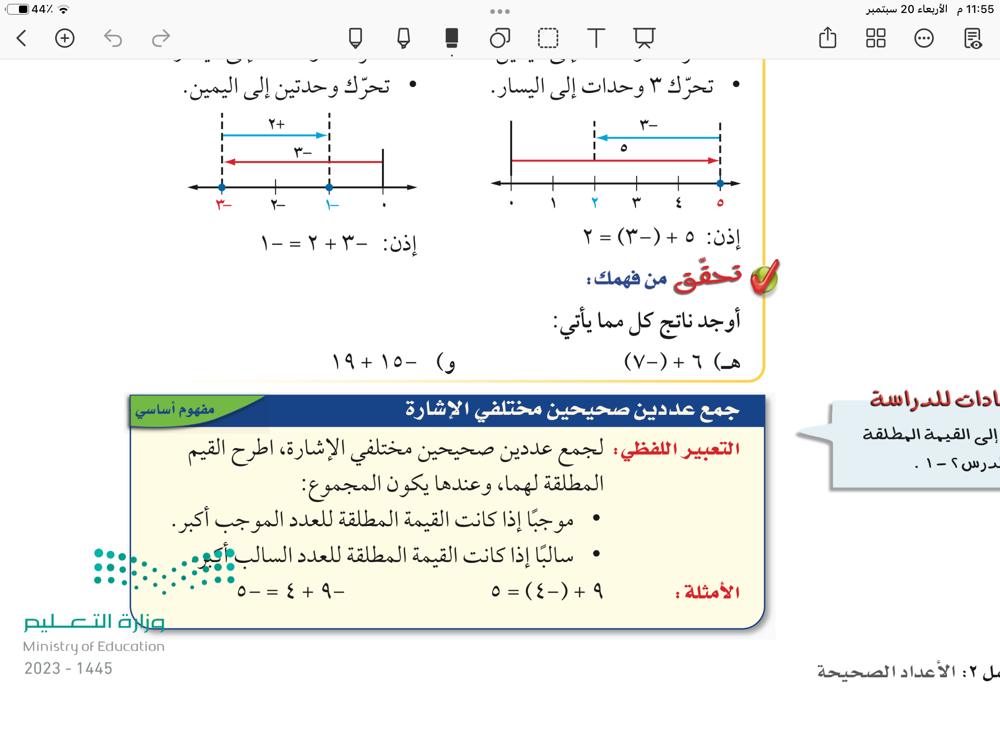 11:55 م الأربعاء 20 سبتمبر
44٪
• تحرّك ٣ وحدات إلى اليسار.
• تحرّك وحدتين إلى اليمين.
–٣
٥
٠ ١ ٢ ٣ ٤ ٥
+٢
–٣
–٣ –٢ –١ ٠
إذن: ٥ + (–٣) = ٢
إذن: –٣ + ٢ = –١
تحقّق من فهمك:
أوجد ناتج كل مما يأتي:
هـ) ٦ + (–٧)
و) –١٥ + ١٩
جمع عددين صحيحين مختلفي الإشارة
مفهوم أساسي
التعبير اللفظي: لجمع عددين صحيحين مختلفي الإشارة، اطرح القيم
المطلقة لهما، وعندها يكون المجموع:
• موجبًا إذا كانت القيمة المطلقة للعدد الموجب أكبر.
• سالبًا إذا كانت القيمة المطلقة للعدد السالب أكبر.
الأمثلة: ٩ + (–٤) = ٥
–٩ + ٤ = –٥
للدراسة
إلى القيمة المطلقة
٢ – ١ .
وزارة التعليم
Ministry of Education
2023 - 1445
٢: الأعداد الصحيحة